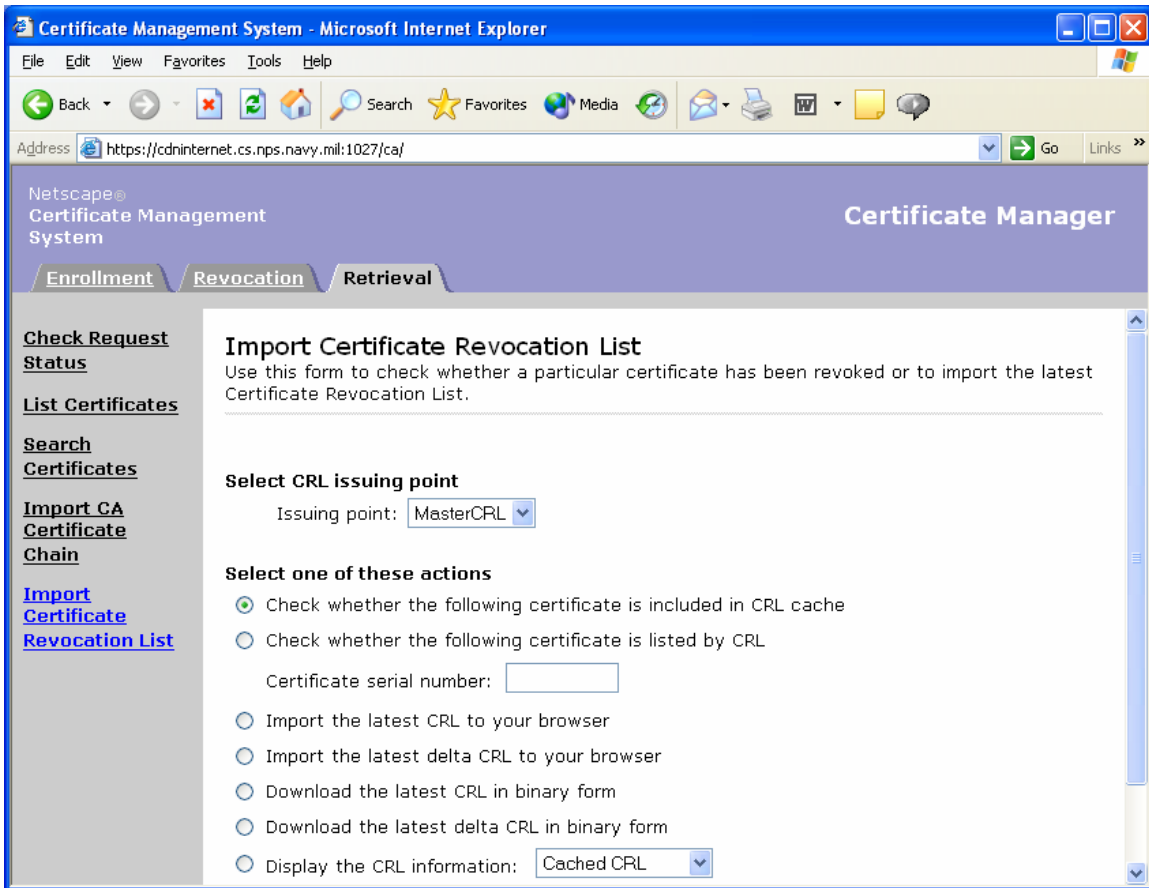 Certificate Management System - Microsoft Internet Explorer
File Edit View Favorites Tools Help
Back Search Favorites Media
Address https://cdninternet.cs.nps.navy.mil:1027/ca/ Go Links »
Netscape®
Certificate Management
System
Certificate Manager
Enrollment Revocation Retrieval
Check Request
Status
List Certificates
Search
Certificates
Import CA
Certificate
Chain
Import
Certificate
Revocation List
Import Certificate Revocation List
Use this form to check whether a particular certificate has been revoked or to import the latest
Certificate Revocation List.
Select CRL issuing point
Issuing point: MasterCRL
Select one of these actions
Check whether the following certificate is included in CRL cache
Check whether the following certificate is listed by CRL
Certificate serial number:
Import the latest CRL to your browser
Import the latest delta CRL to your browser
Download the latest CRL in binary form
Download the latest delta CRL in binary form
Display the CRL information: Cached CRL